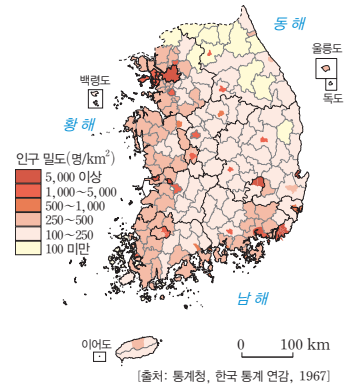 동 해
울릉도
독도
백령도
황 해
인구 밀도(명/km²)
5,000 이상
1,000~5,000
500~1,000
250~500
100~250
100 미만
남 해
이어도
0 100 km
[출처: 통계청, 한국 통계 연감, 1967]